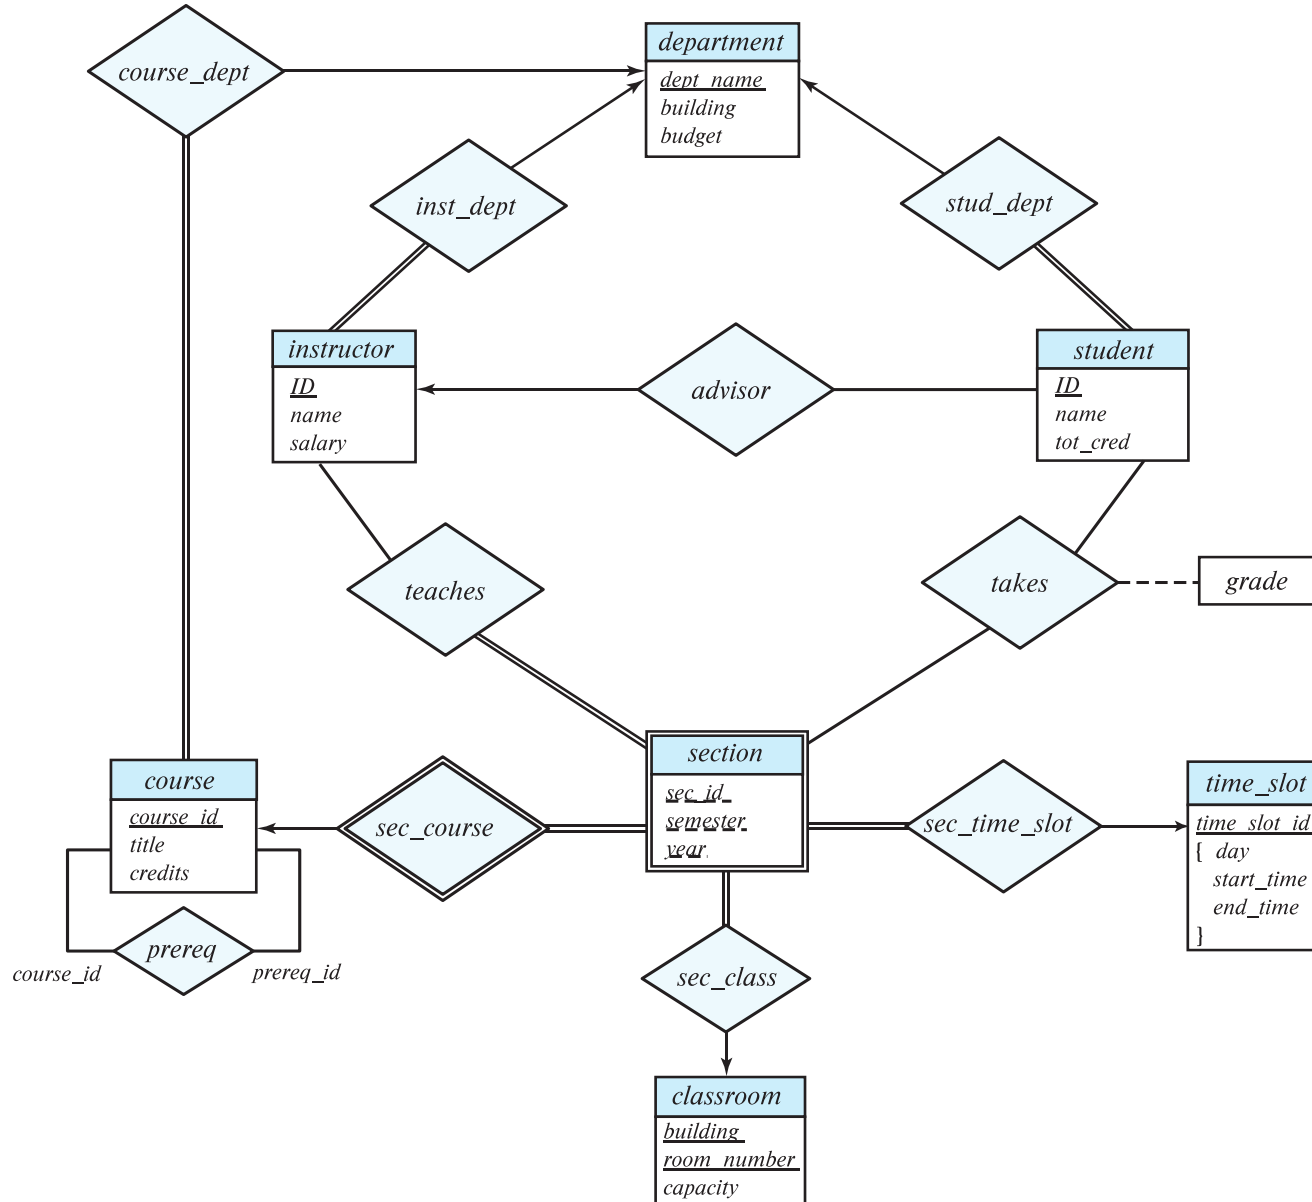 department
course_dept
dept_name
building
budget
inst_dept
stud_dept
instructor
ID
name
salary
advisor
student
ID
name
tot_cred
teaches
takes
grade
section
sec_id
semester
year
course
course_id
title
credits
sec_course
sec_time_slot
time_slot
time_slot_id
{ day
start_time
end_time
}
prereq
course_id
prereq_id
sec_class
classroom
building
room_number
capacity